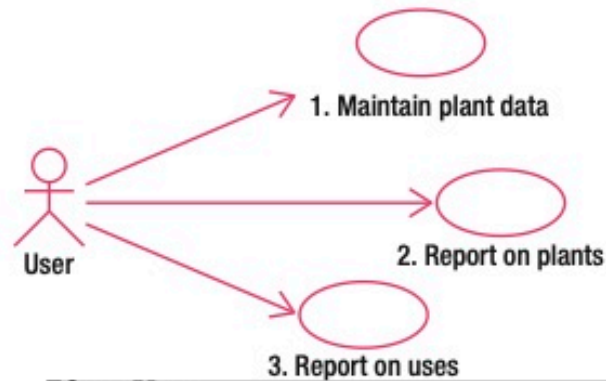 1. Maintain plant data
User
2. Report on plants
3. Report on uses